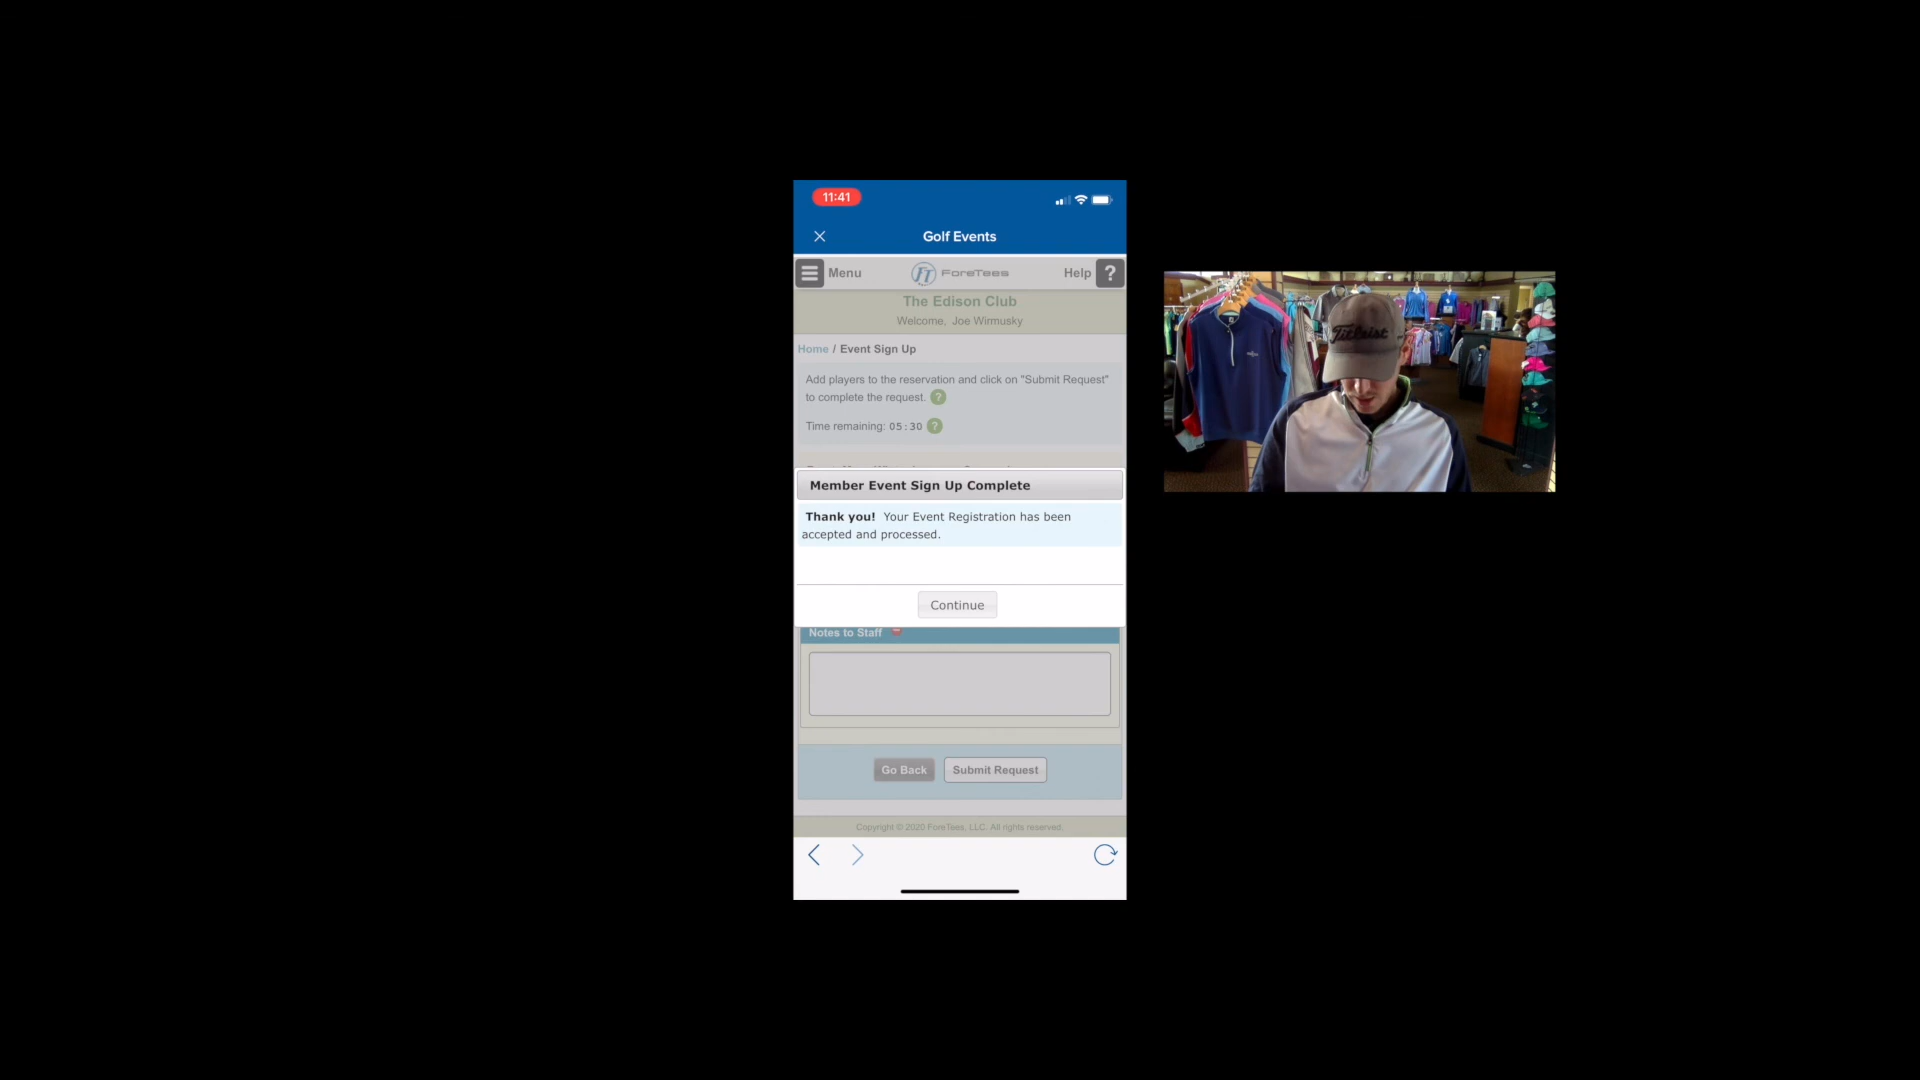 11:41
Golf Events
Menu
FT ForeTees
Help ?
The Edison Club
Welcome, Joe Wirmusky
Home / Event Sign Up
Add players to the reservation and click on "Submit Request"
to complete the request. ?
Time remaining: 05:30 ?
Member Event Sign Up Complete
Thank you! Your Event Registration has been
accepted and processed.
Continue
Notes to Staff
Go Back
Submit Request
Copyright © 2020 ForeTees, LLC. All rights reserved.
Titleist